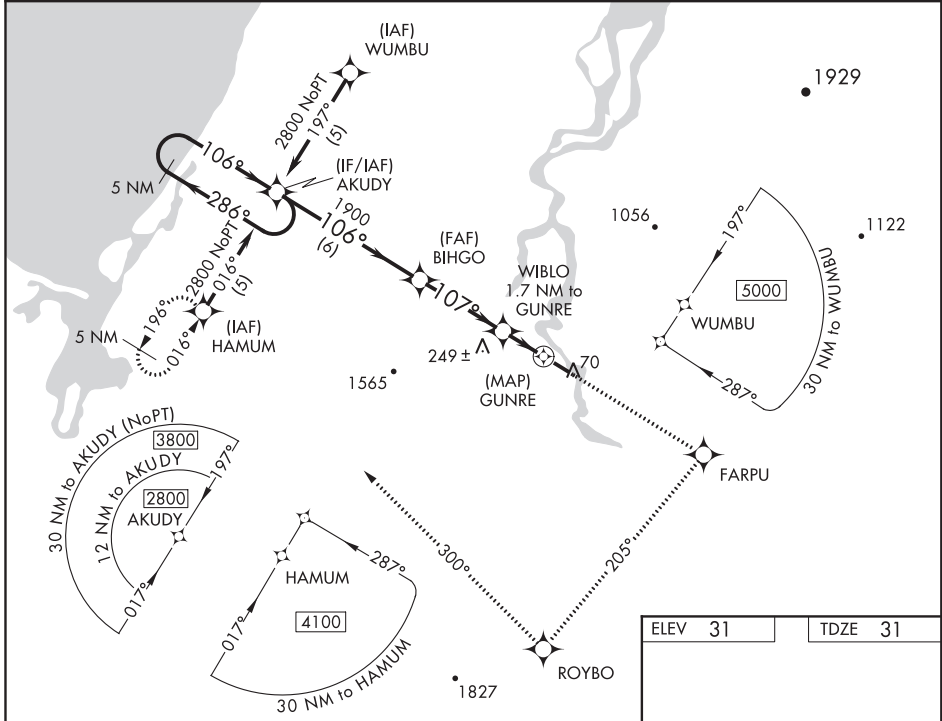 (IAF)
WUMBU
1929
2800 NoPT
197°
(5)
106°
5 NM
286°
(IF/IAF)
AKUDY
1900
106°
(6)
2800 NoPT
016°
(5)
(FAF)
BIHGO
1056
1122
197°
5000
WUMBU
30 NM to WUMBU
287°
107°
WIBLO
1.7 NM to
GUNRE
(IAF)
HAMUM
196°
016°
5 NM
249 ±
70
1565
(MAP)
GUNRE
FARPU
30 NM to AKUDY (NoPT)
3800
12 NM to AKUDY
2800
197°
AKUDY
017°
HAMUM
287°
017°
4100
30 NM to HAMUM
300°
205°
ROYBO
1827
ELEV 31
TDZE 31